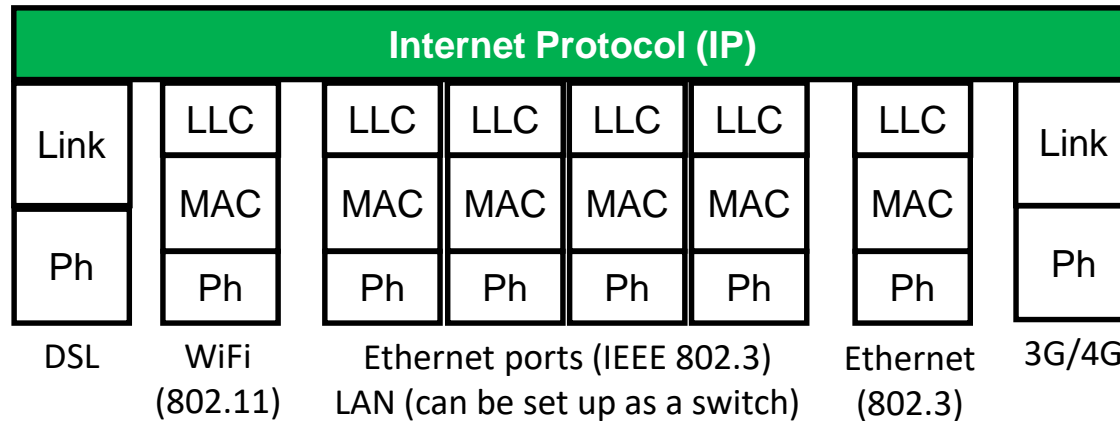 Internet Protocol (IP)
Link LLC LLC LLC LLC LLC LLC Link
MAC MAC MAC MAC MAC MAC
Ph Ph Ph Ph Ph Ph Ph Ph
DSL WiFi Ethernet ports (IEEE 802.3) Ethernet 3G/4G
(802.11) LAN (can be set up as a switch) (802.3)